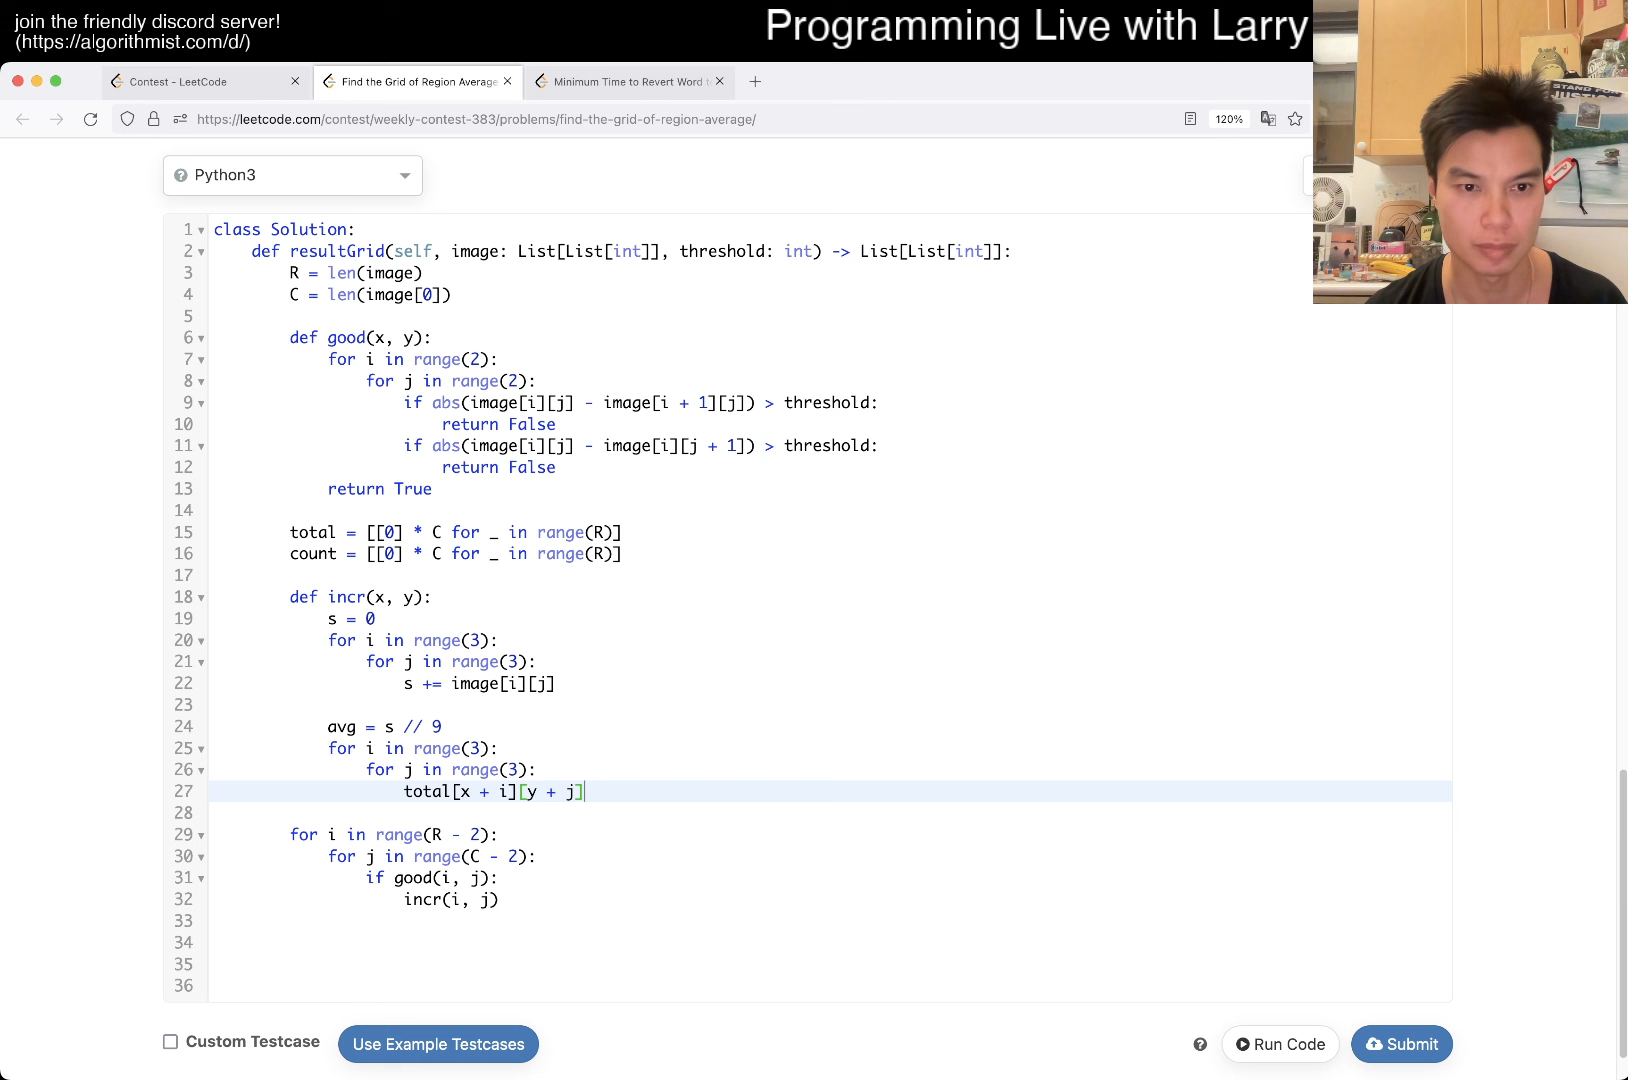 join the friendly discord server!
(https://algorithmist.com/d/)
Programming Live with Larry
Contest - LeetCode
Find the Grid of Region Average
Minimum Time to Revert Word
https://leetcode.com/contest/weekly-contest-383/problems/find-the-grid-of-region-average/
120%
Python3
1 class Solution:
2 def resultGrid(self, image: List[List[int]], threshold: int) -> List[List[int]]:
3 R = len(image)
4 C = len(image[0])
5
6 def good(x, y):
7 for i in range(2):
8 for j in range(2):
9 if abs(image[i][j] - image[i + 1][j]) > threshold:
10 return False
11 if abs(image[i][j] - image[i][j + 1]) > threshold:
12 return False
13 return True
14
15 total = [[0] * C for _ in range(R)]
16 count = [[0] * C for _ in range(R)]
17
18 def incr(x, y):
19 s = 0
20 for i in range(3):
21 for j in range(3):
22 s += image[i][j]
23
24 avg = s // 9
25 for i in range(3):
26 for j in range(3):
27 total[x + i][y + j]
28
29 for i in range(R - 2):
30 for j in range(C - 2):
31 if good(i, j):
32 incr(i, j)
33
34
35
36
Custom Testcase
Use Example Testcases
Run Code
Submit